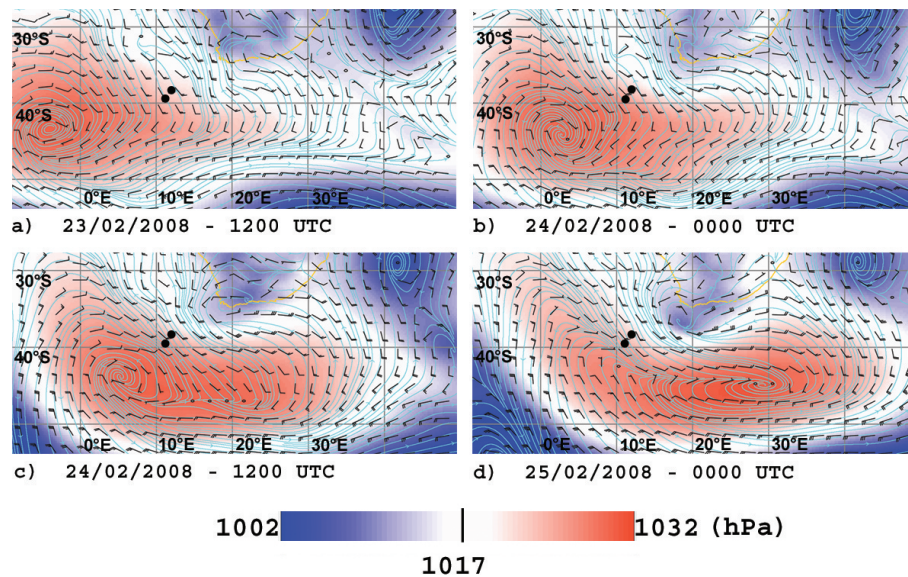 30°S
30°S
40°S
40°S
0°E 10°E 20°E 30°E
0°E 10°E 20°E 30°E
a) 23/02/2008 - 1200 UTC
b) 24/02/2008 - 0000 UTC
30°S
30°S
40°S
40°S
0°E 10°E 20°E 30°E
0°E 10°E 20°E 30°E
c) 24/02/2008 - 1200 UTC
d) 25/02/2008 - 0000 UTC
1002 1032 (hPa)
1017